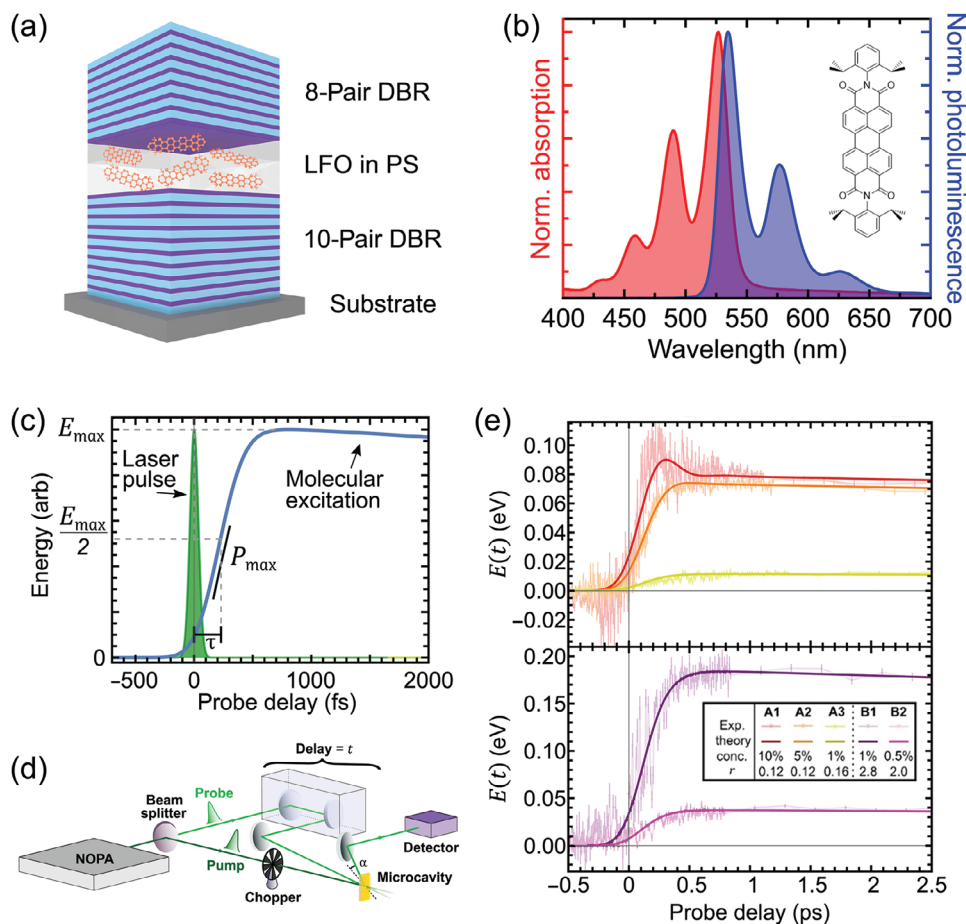 (a)
8-Pair DBR
LFO in PS
10-Pair DBR
Substrate
(b)
Norm. absorption
Norm. photoluminescence
O
N
O
O
N
O
400 450 500 550 600 650 700
Wavelength (nm)
(c)
Energy (arb)
E_max
E_max
2
0
Laser
pulse
Molecular
excitation
P_max
τ
−500 0 1000 2000
Probe delay (fs)
(d)
Delay = t
Beam
splitter
Probe
NOPA
Pump
Chopper
α
Microcavity
Detector
(e)
E(t) (eV)
0.10
0.08
0.06
0.04
0.02
0.00
−0.02
E(t) (eV)
0.20
0.15
0.10
0.05
0.00
A1 A2 A3 B1 B2
Exp.
theory
conc. 10% 5% 1% 1% 0.5%
r 0.12 0.12 0.16 2.8 2.0
−0.5 0 0.5 1.0 1.5 2.0 2.5
Probe delay (ps)